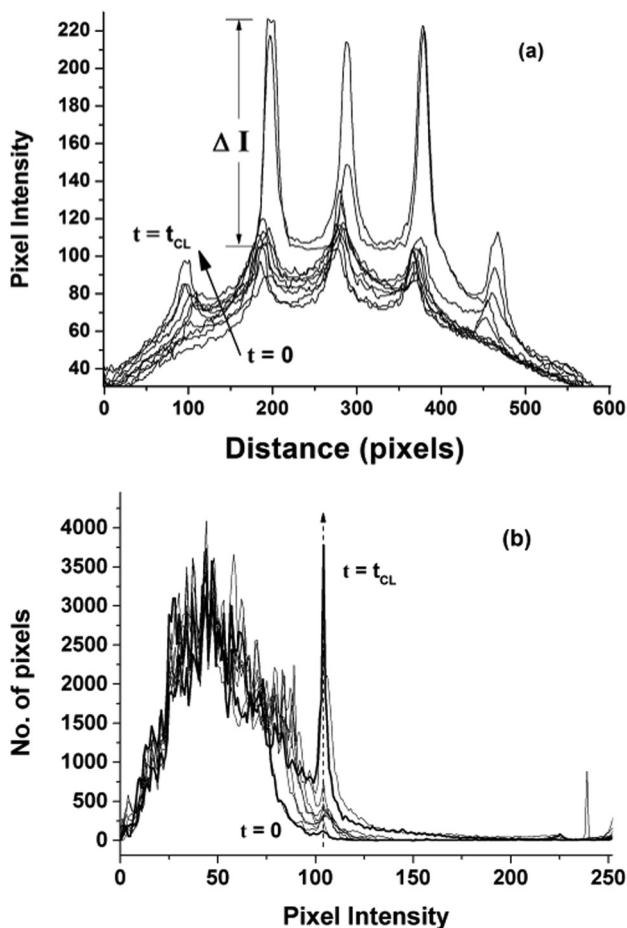 220
200
180
160
140
120
100
80
60
40
Pixel Intensity
(a)
Δ I
t = tCL
t = 0
0 100 200 300 400 500 600
Distance (pixels)
4000
3500
3000
2500
2000
1500
1000
500
0
No. of pixels
(b)
t = tCL
t = 0
0 50 100 150 200 250
Pixel Intensity